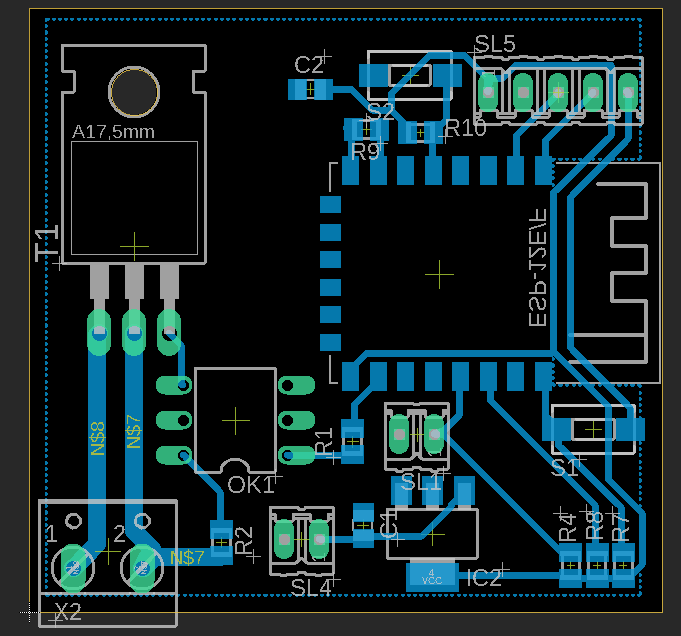 SL5
C2
S2
A17,5mm
R10
R9
T1
ESP-12E/F
N$8
N$7
R1
OK1
SL1
S1
1
2
R2
C1
R4
R8
R7
N$7
4
VCC
IC2
SL4
X2